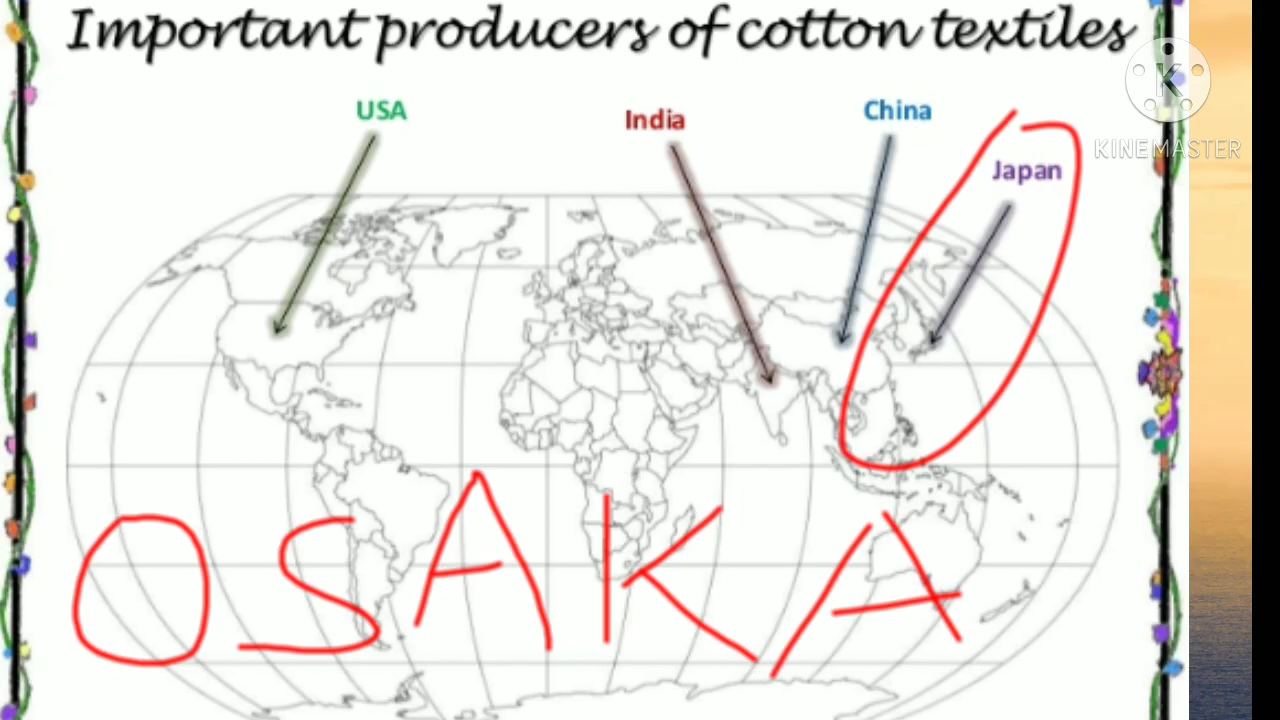 Important producers of cotton textiles
USA
India
China
Japan
K
KINEMASTER
OSAKA